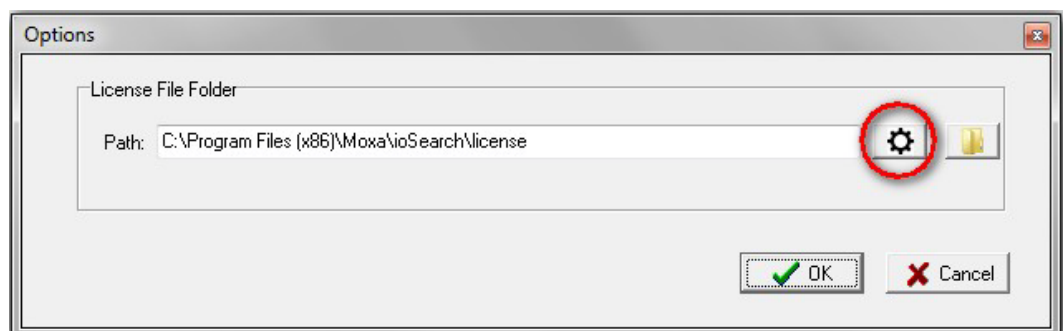 Options
License File Folder
Path: C:\Program Files (x86)\Moxa\ioSearch\license
OK Cancel